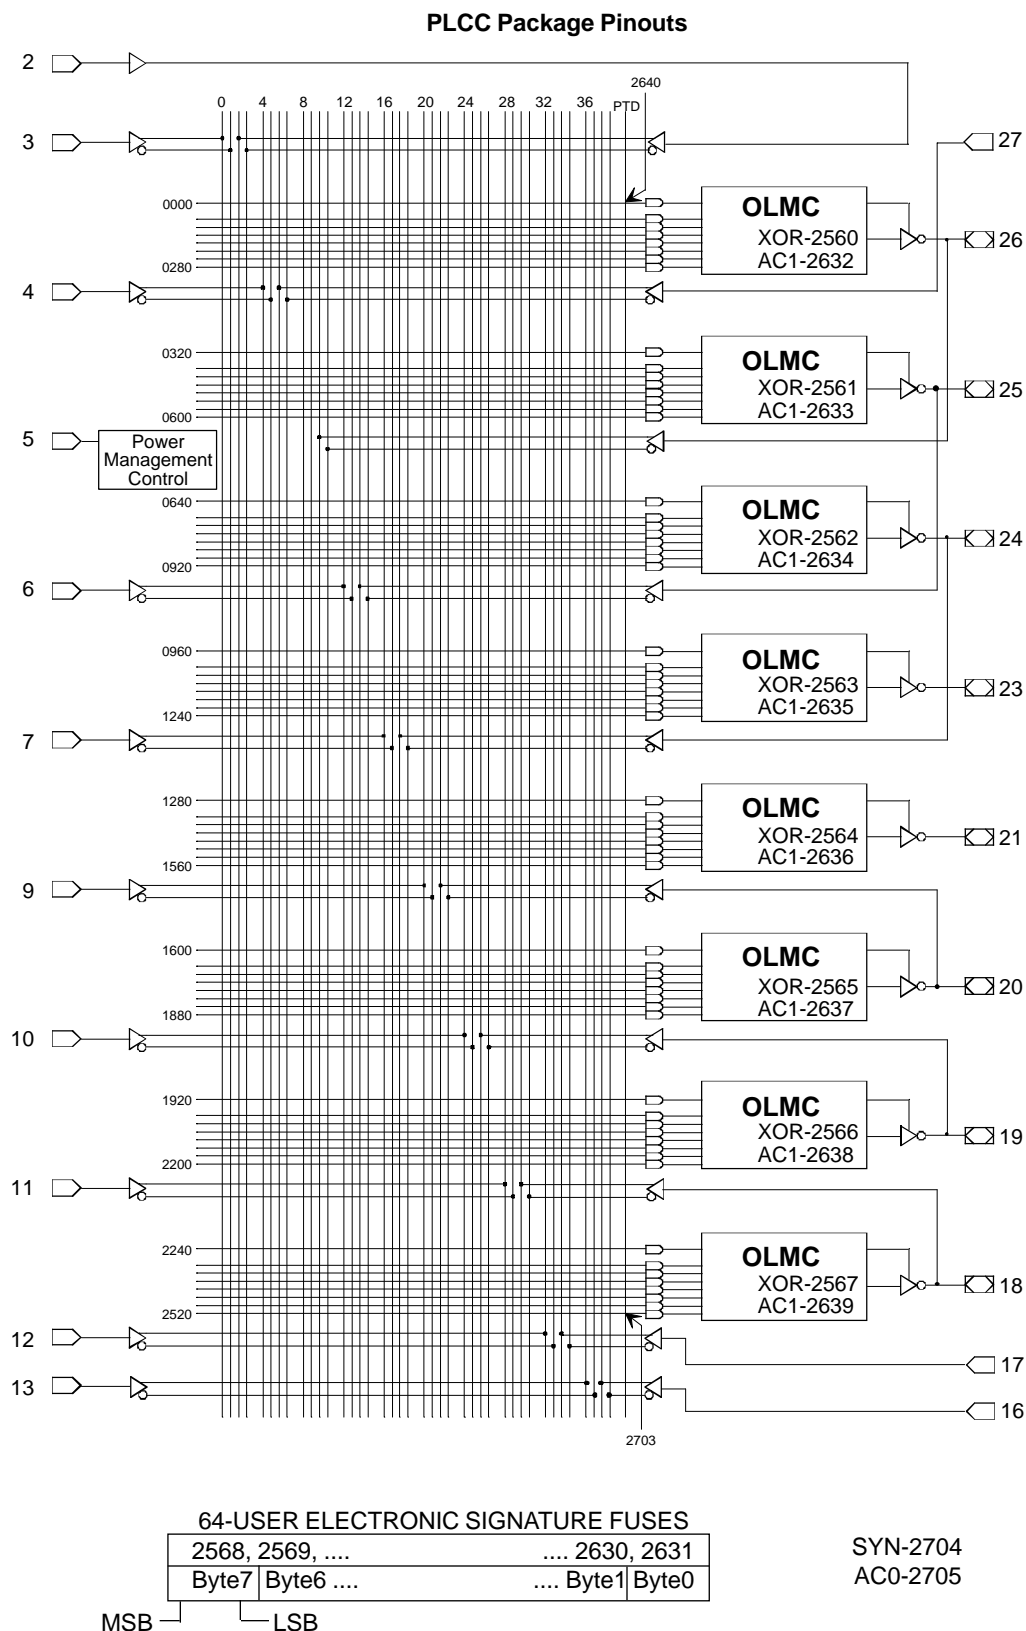 PLCC Package Pinouts
2
2640
0 4 8 12 16 20 24 28 32 36 PTD
3
27
0000
OLMC
XOR-2560
AC1-2632
26
0280
4
0320
OLMC
XOR-2561
AC1-2633
25
0600
5
Power
Management
Control
0640
OLMC
XOR-2562
AC1-2634
24
0920
6
0960
OLMC
XOR-2563
AC1-2635
23
1240
7
1280
OLMC
XOR-2564
AC1-2636
21
1560
9
1600
OLMC
XOR-2565
AC1-2637
20
1880
10
1920
OLMC
XOR-2566
AC1-2638
19
2200
11
2240
OLMC
XOR-2567
AC1-2639
18
2520
12
17
13
16
2703
64-USER ELECTRONIC SIGNATURE FUSES
2568, 2569, .... .... 2630, 2631
Byte7 Byte6 .... .... Byte1 Byte0
MSB LSB
SYN-2704
AC0-2705